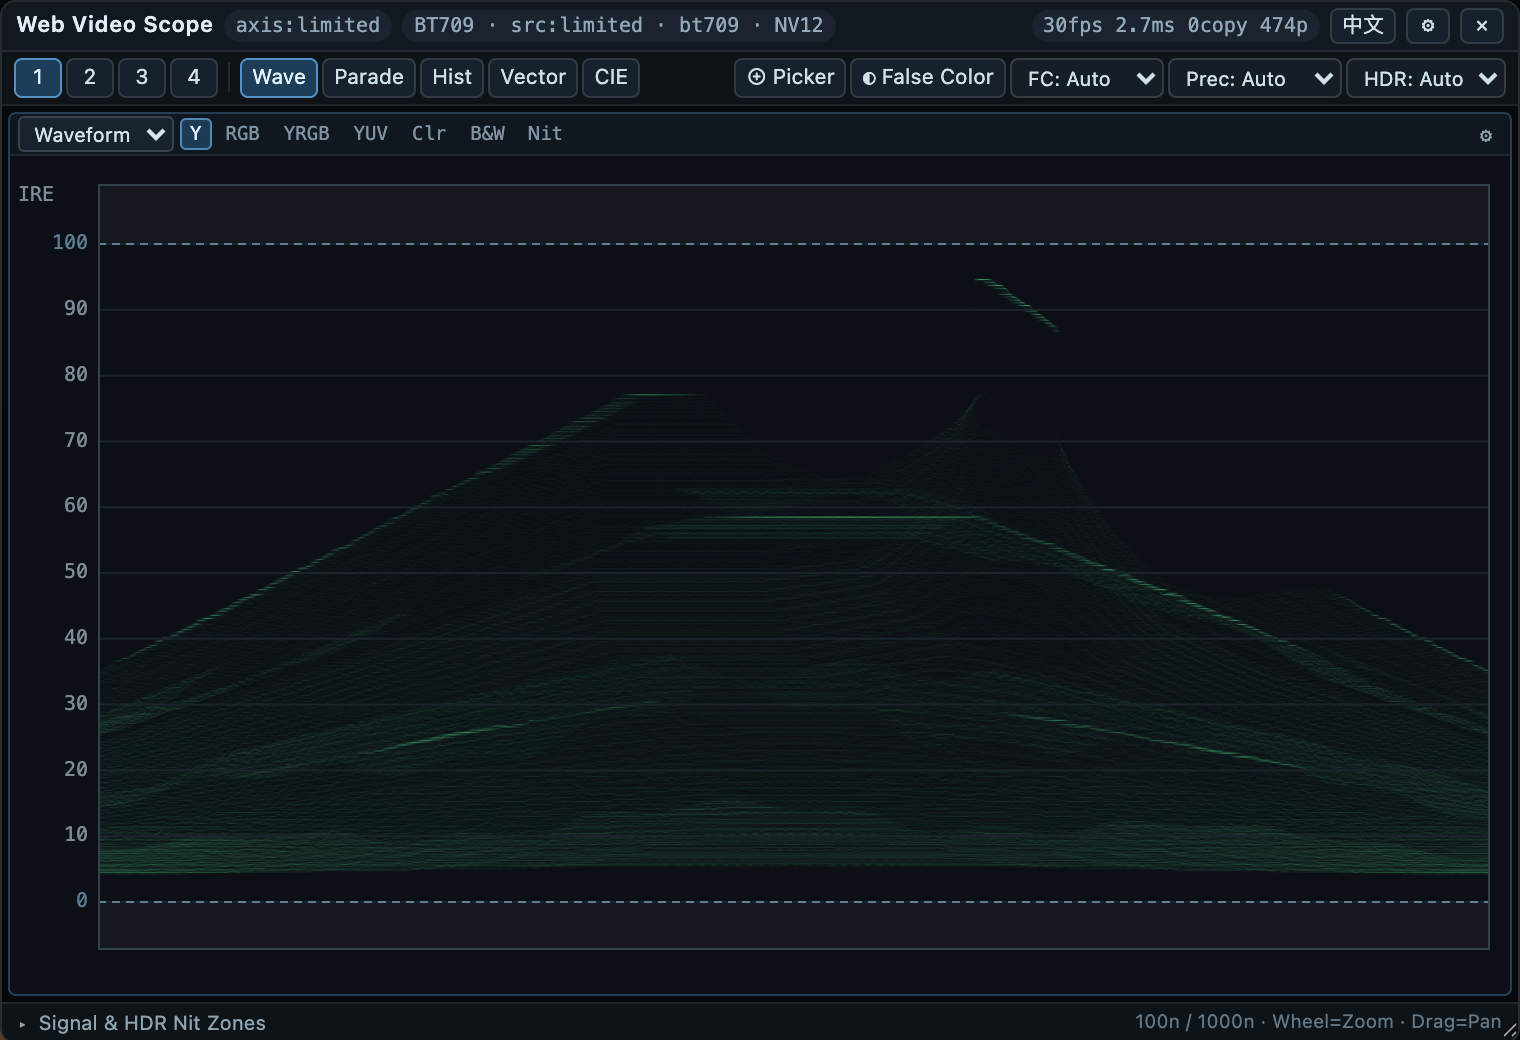 Web Video Scope axis:limited BT709 · src:limited · bt709 · NV12 30fps 2.7ms 0copy 474p 中文 ⚙ ×
1 2 3 4 Wave Parade Hist Vector CIE ⊕ Picker ◐ False Color FC: Auto Prec: Auto HDR: Auto
Waveform Y RGB YRGB YUV Clr B&W Nit ⚙
IRE
100
90
80
70
60
50
40
30
20
10
0
▸ Signal & HDR Nit Zones 100n / 1000n · Wheel=Zoom · Drag=Pan